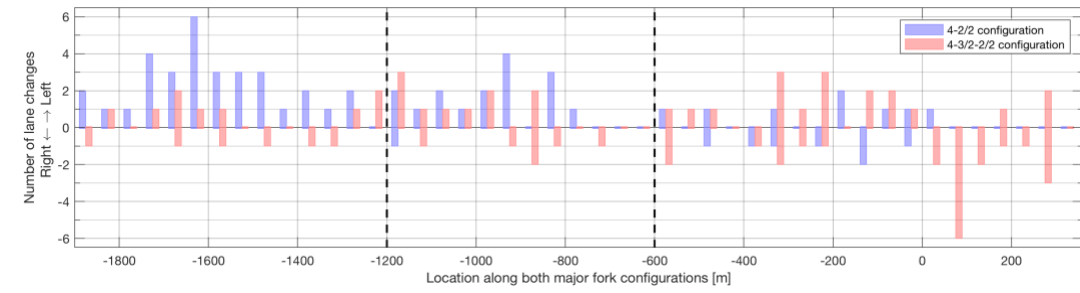 6
4
2
0
-2
-4
-6
Number of lane changes
Right ← → Left
4-2/2 configuration
4-3/2-2/2 configuration
-1800 -1600 -1400 -1200 -1000 -800 -600 -400 -200 0 200
Location along both major fork configurations [m]